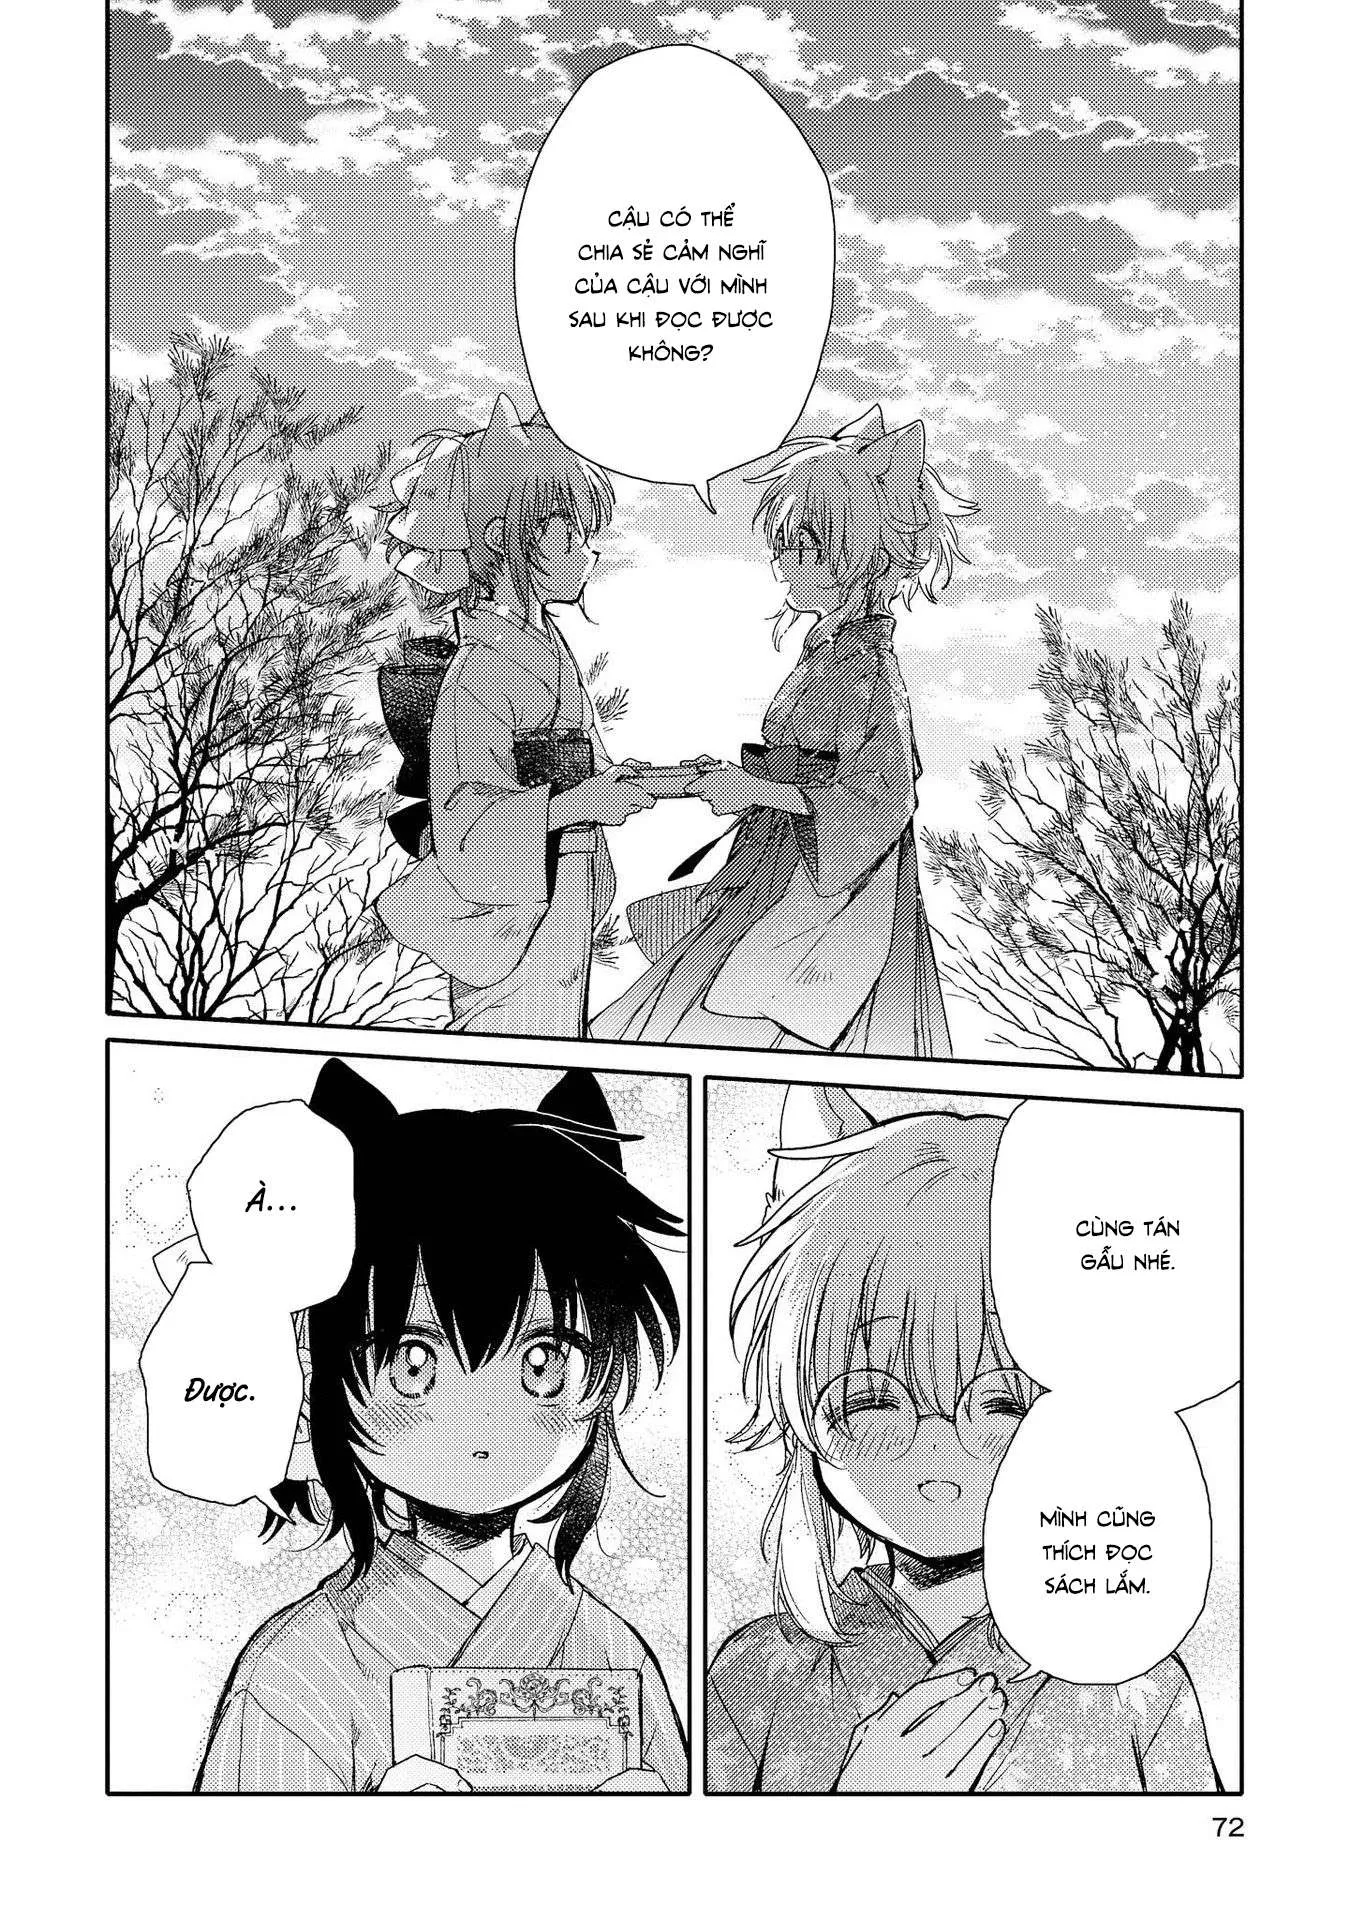 CẬU CÓ THỂ
CHIA SẺ CẢM NGHĨ
CỦA CẬU VỚI MÌNH
SAU KHI ĐỌC ĐƯỢC
KHÔNG?
CÙNG TÁN
GẪU NHÉ.
MÌNH CŨNG
THÍCH ĐỌC
SÁCH LẮM.
À...
Được.
72